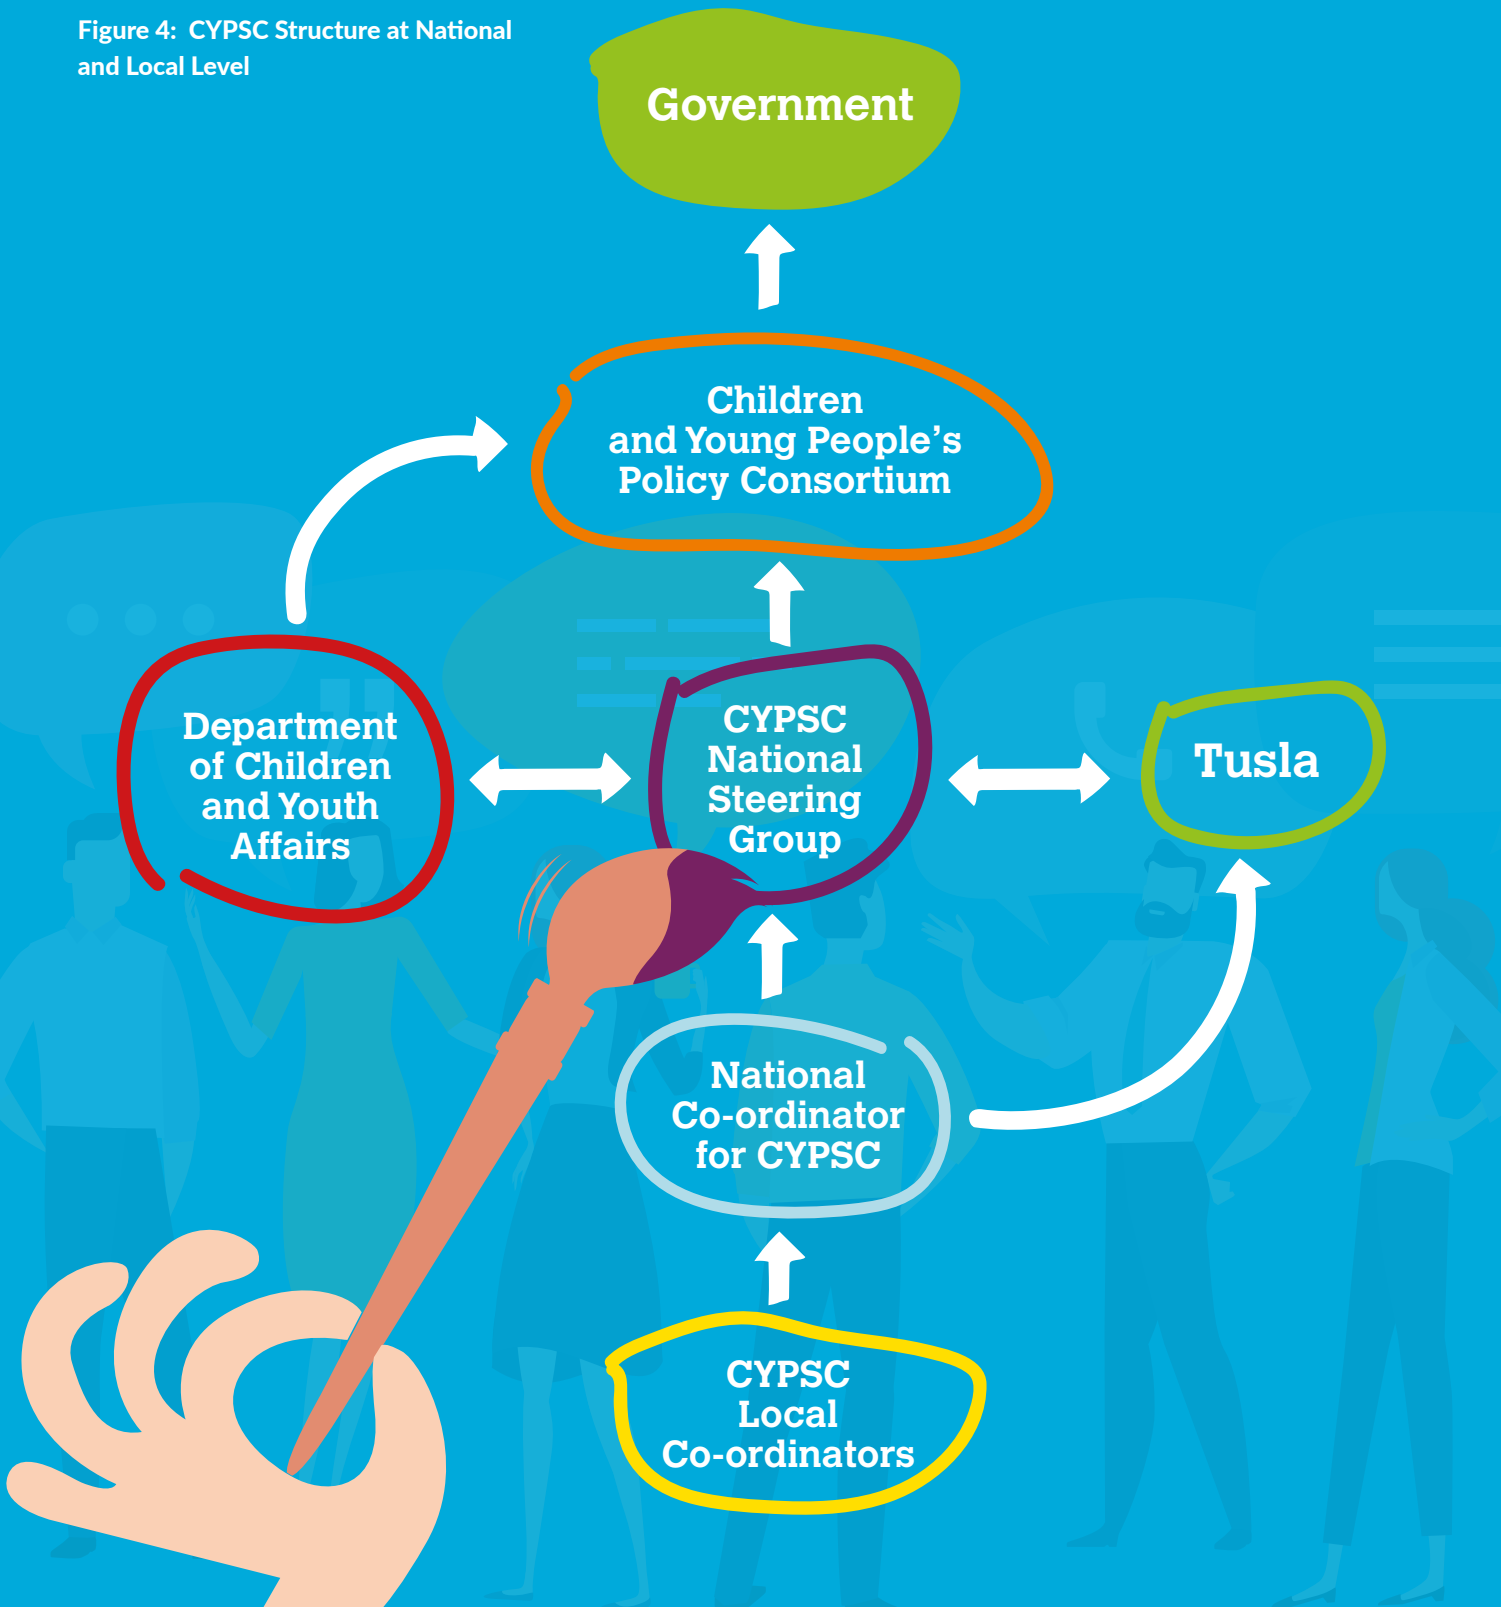 Figure 4:  CYPSC Structure at National
and Local Level
Government
Children
and Young People’s
Policy Consortium
Department
of Children
and Youth
Affairs
CYPSC
National
Steering
Group
Tusla
National
Co-ordinator
for CYPSC
CYPSC
Local
Co-ordinators